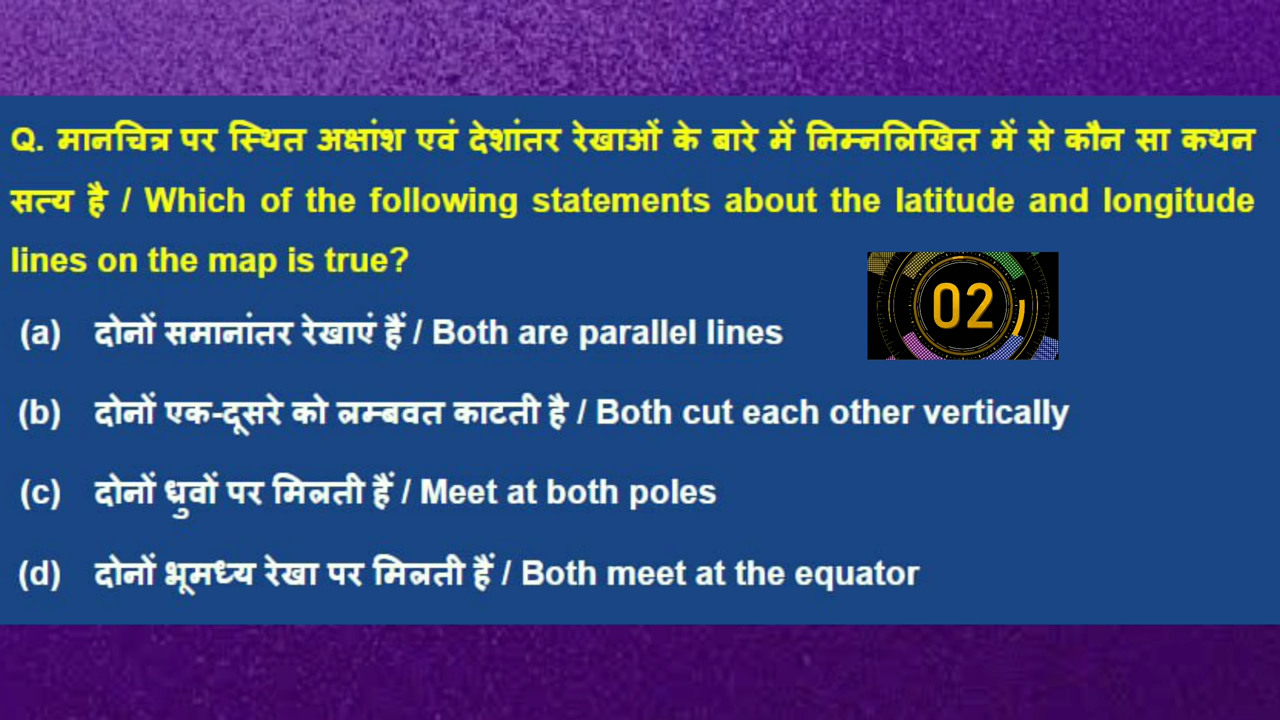 Q. मानचित्र पर स्थित अक्षांश एवं देशांतर रेखाओं के बारे में निम्नलिखित में से कौन सा कथन
सत्य है / Which of the following statements about the latitude and longitude
lines on the map is true?
02
(a) दोनों समानांतर रेखाएं हैं / Both are parallel lines
(b) दोनों एक-दूसरे को लम्बवत काटती है / Both cut each other vertically
(c) दोनों ध्रुवों पर मिलती हैं / Meet at both poles
(d) दोनों भूमध्य रेखा पर मिलती हैं / Both meet at the equator